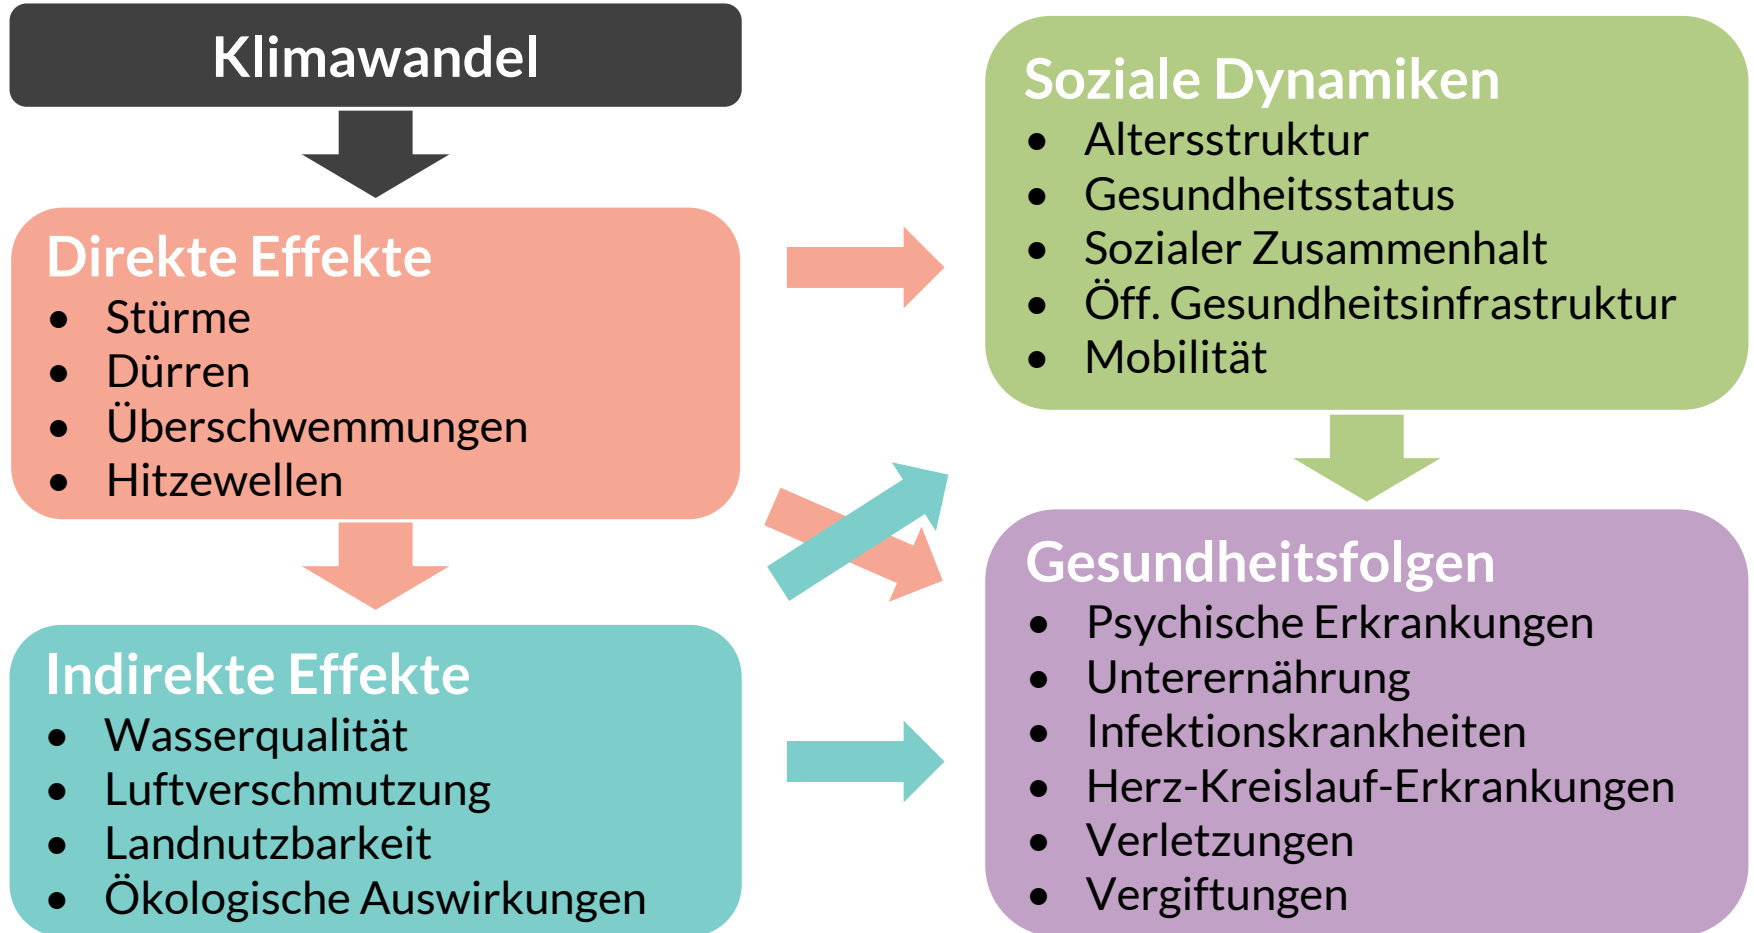 Klimawandel
Direkte Effekte
• Stürme
• Dürren
• Überschwemmungen
• Hitzewellen
Indirekte Effekte
• Wasserqualität
• Luftverschmutzung
• Landnutzbarkeit
• Ökologische Auswirkungen
Soziale Dynamiken
• Altersstruktur
• Gesundheitsstatus
• Sozialer Zusammenhalt
• Öff. Gesundheitsinfrastruktur
• Mobilität
Gesundheitsfolgen
• Psychische Erkrankungen
• Unterernährung
• Infektionskrankheiten
• Herz-Kreislauf-Erkrankungen
• Verletzungen
• Vergiftungen